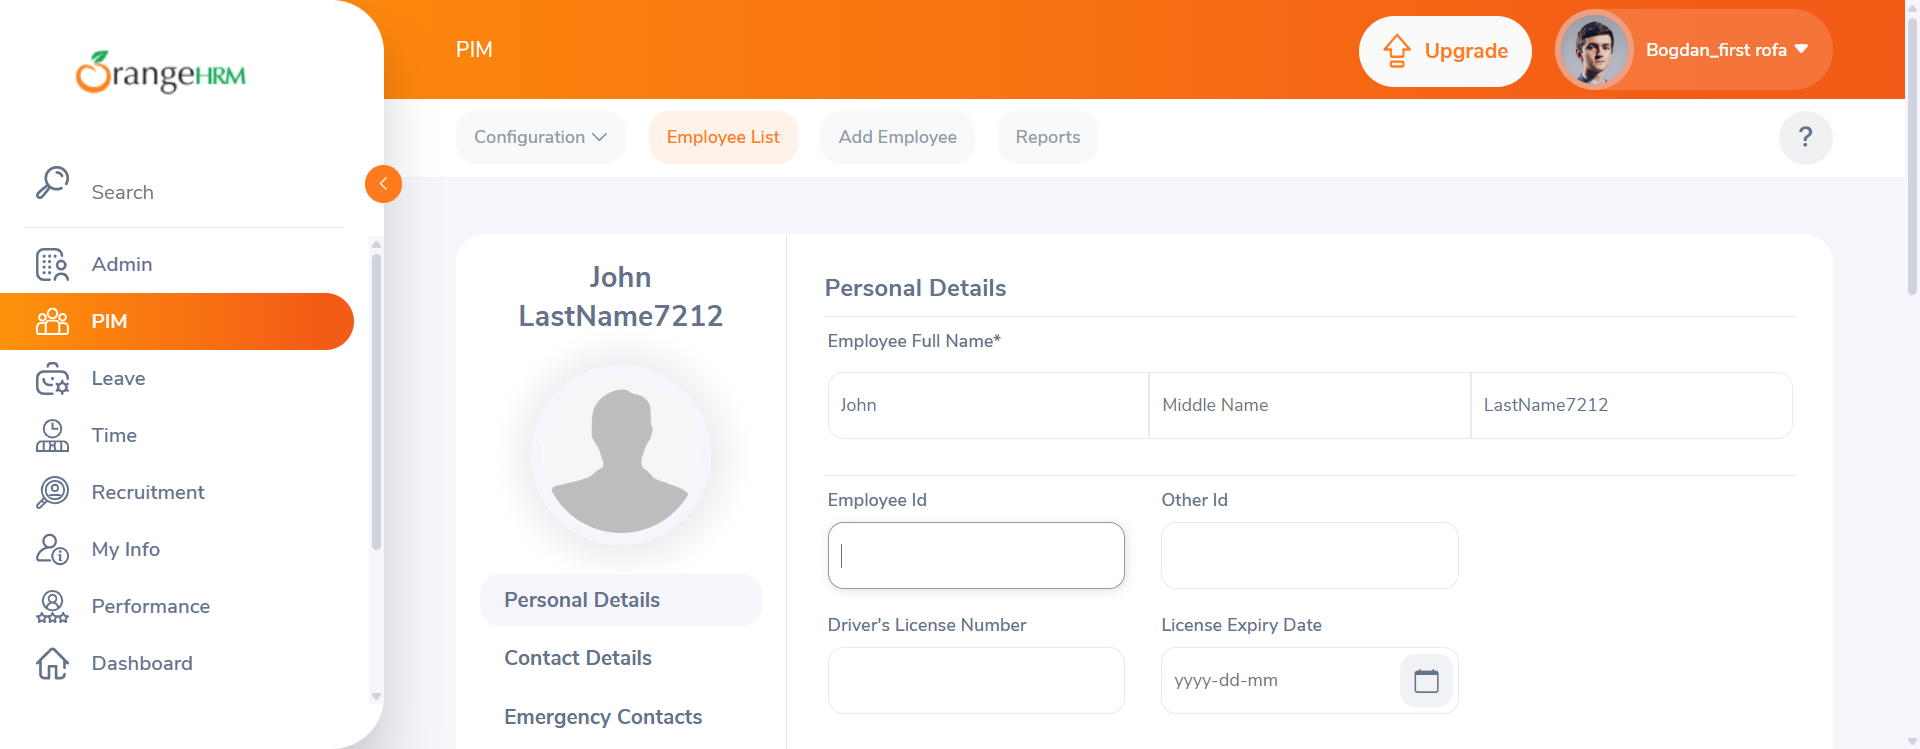 OrangeHRM
Search
Admin
PIM
Leave
Time
Recruitment
My Info
Performance
Dashboard
PIM
Upgrade
Bogdan_first rofa
Configuration
Employee List
Add Employee
Reports
?
John
LastName7212
Personal Details
Contact Details
Emergency Contacts
Personal Details
Employee Full Name*
John
Middle Name
LastName7212
Employee Id
Other Id
Driver's License Number
License Expiry Date
yyyy-dd-mm